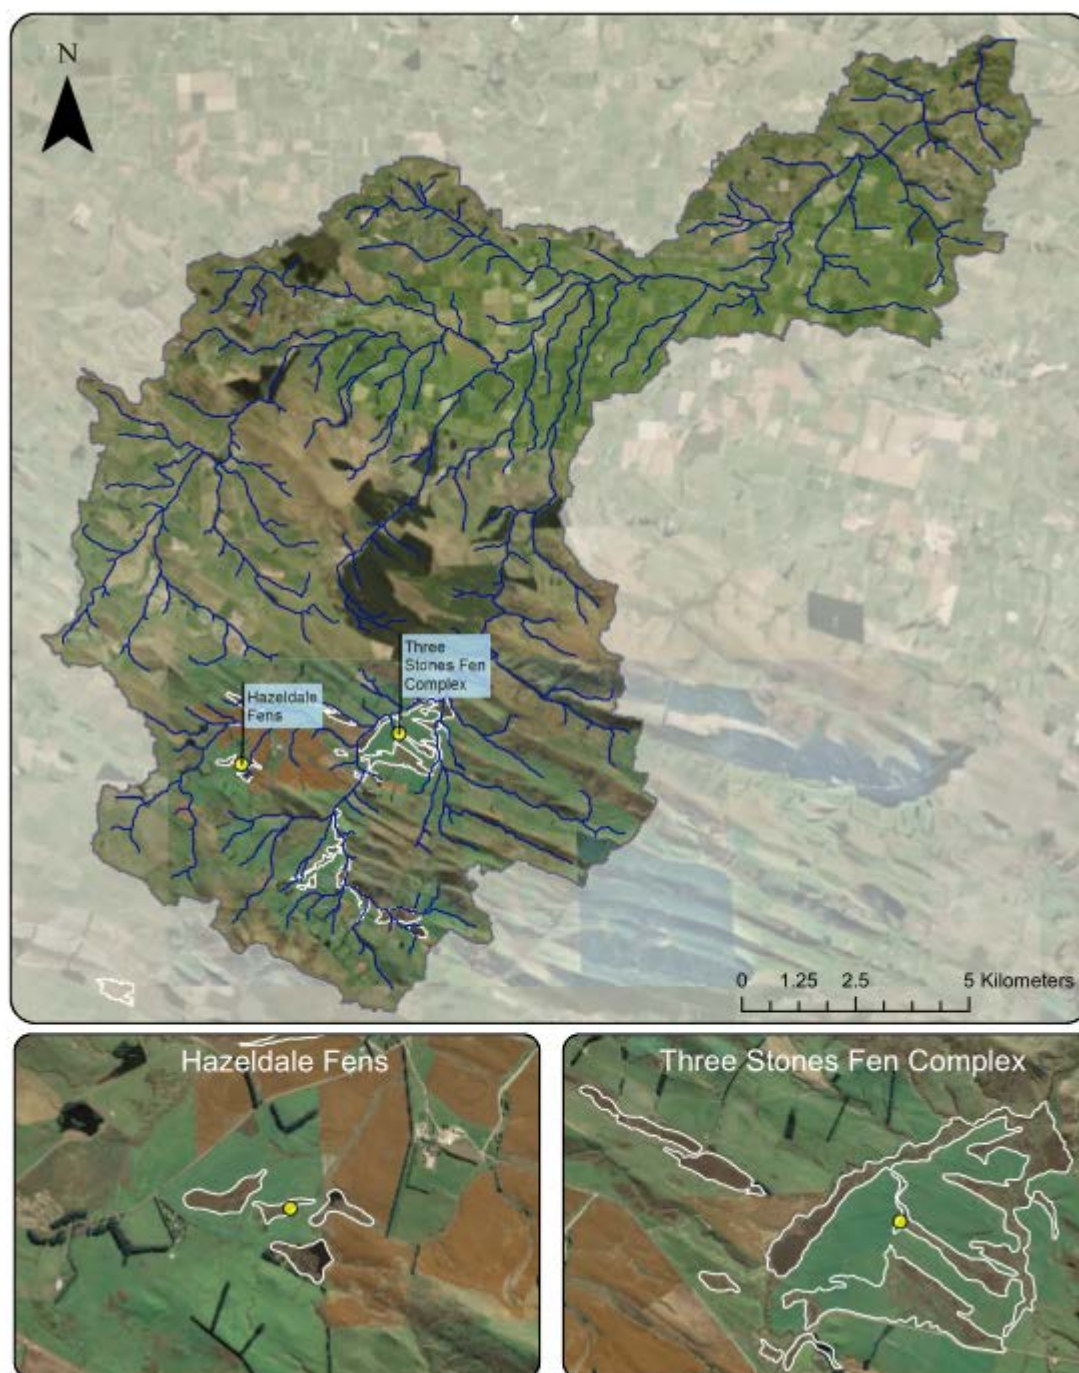 N
Three
Stones Fen
Complex
Hazeldale
Fens
0 1.25 2.5 5 Kilometers
Hazeldale Fens
Three Stones Fen Complex